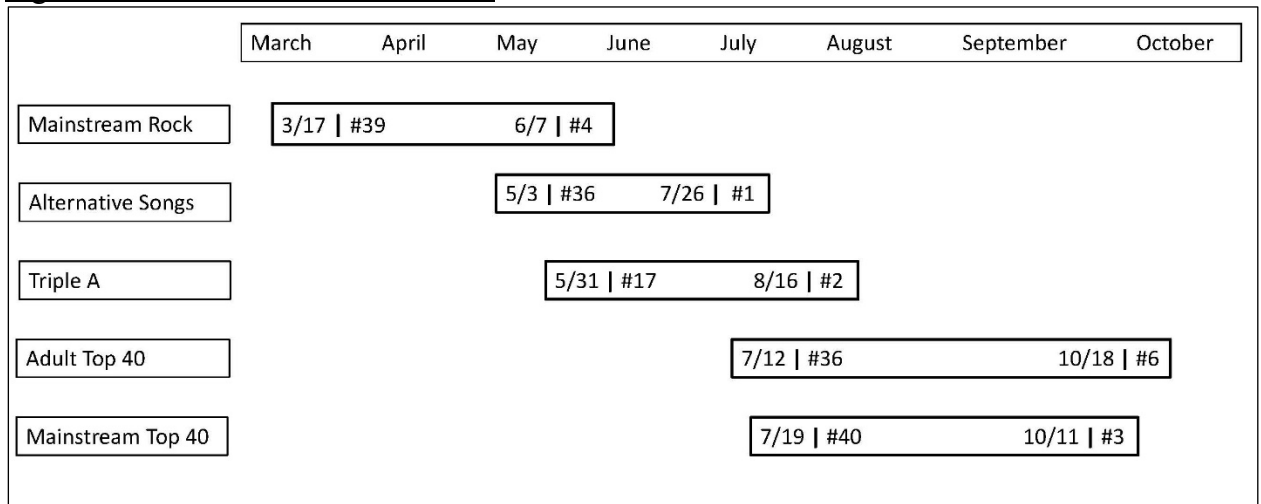 March April May June July August September October
Mainstream Rock 3/17 | #39 6/7 | #4
Alternative Songs 5/3 | #36 7/26 | #1
Triple A 5/31 | #17 8/16 | #2
Adult Top 40 7/12 | #36 10/18 | #6
Mainstream Top 40 7/19 | #40 10/11 | #3